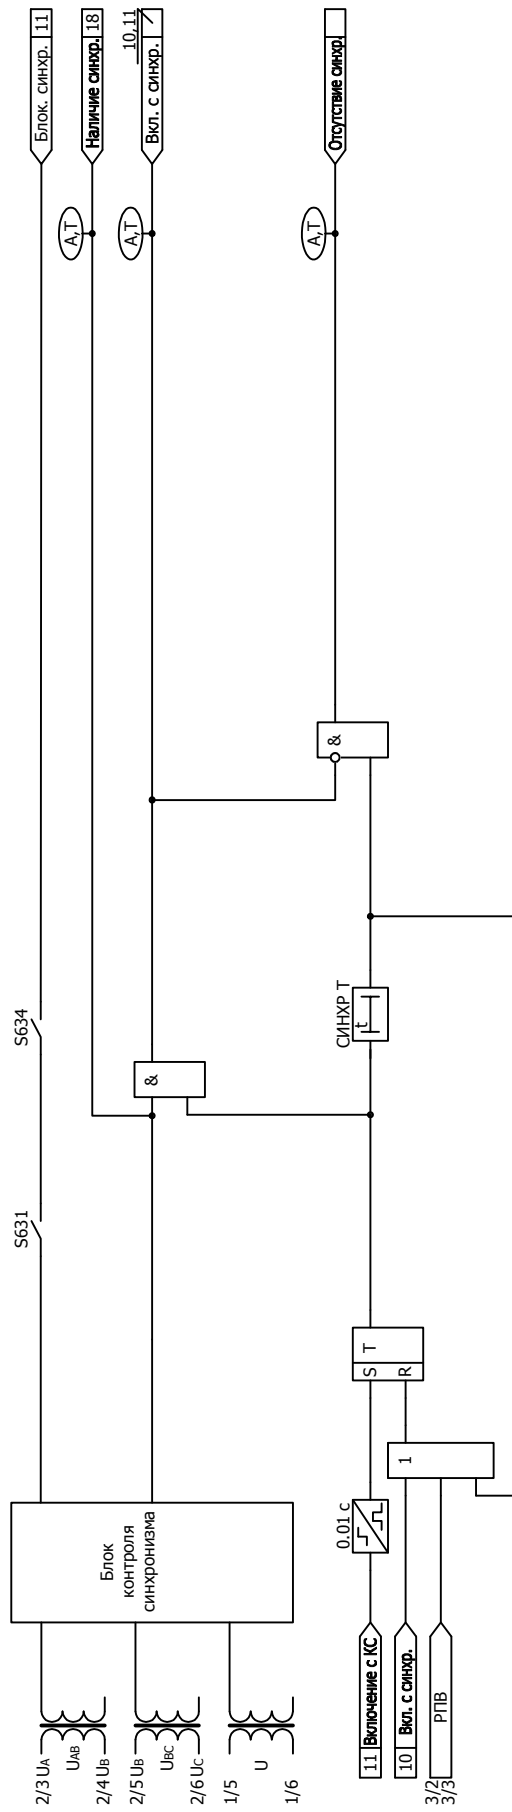 2/3 UA
UAB
2/4 UB
2/5 UB
UBC
2/6 UC
1/5
U
1/6
Блок
контроля
синхронизма
S631
S634
Блок. синхр. 11
Наличие синхр. 18
А,Т
&
Вкл. с синхр.
10,11
А,Т
11 Включение с КС
0.01 с
10 Вкл. с синхр.
РПВ
3/2
3/3
1
S T
R
СИНХР Т
t
&
А,Т
Отсутствие синхр.